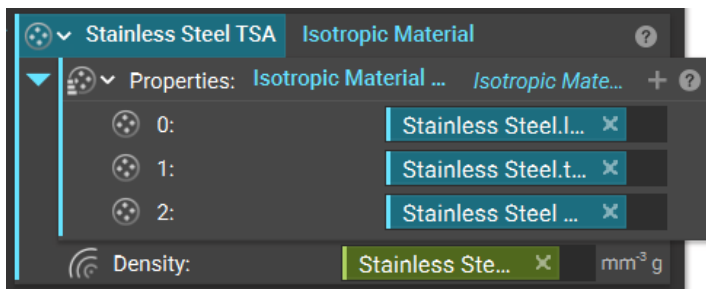 Stainless Steel TSA Isotropic Material ?
Properties: Isotropic Material ... Isotropic Mate... + ?
0: Stainless Steel.I... ×
1: Stainless Steel.t... ×
2: Stainless Steel ... ×
Density: Stainless Ste... × mm⁻³ g